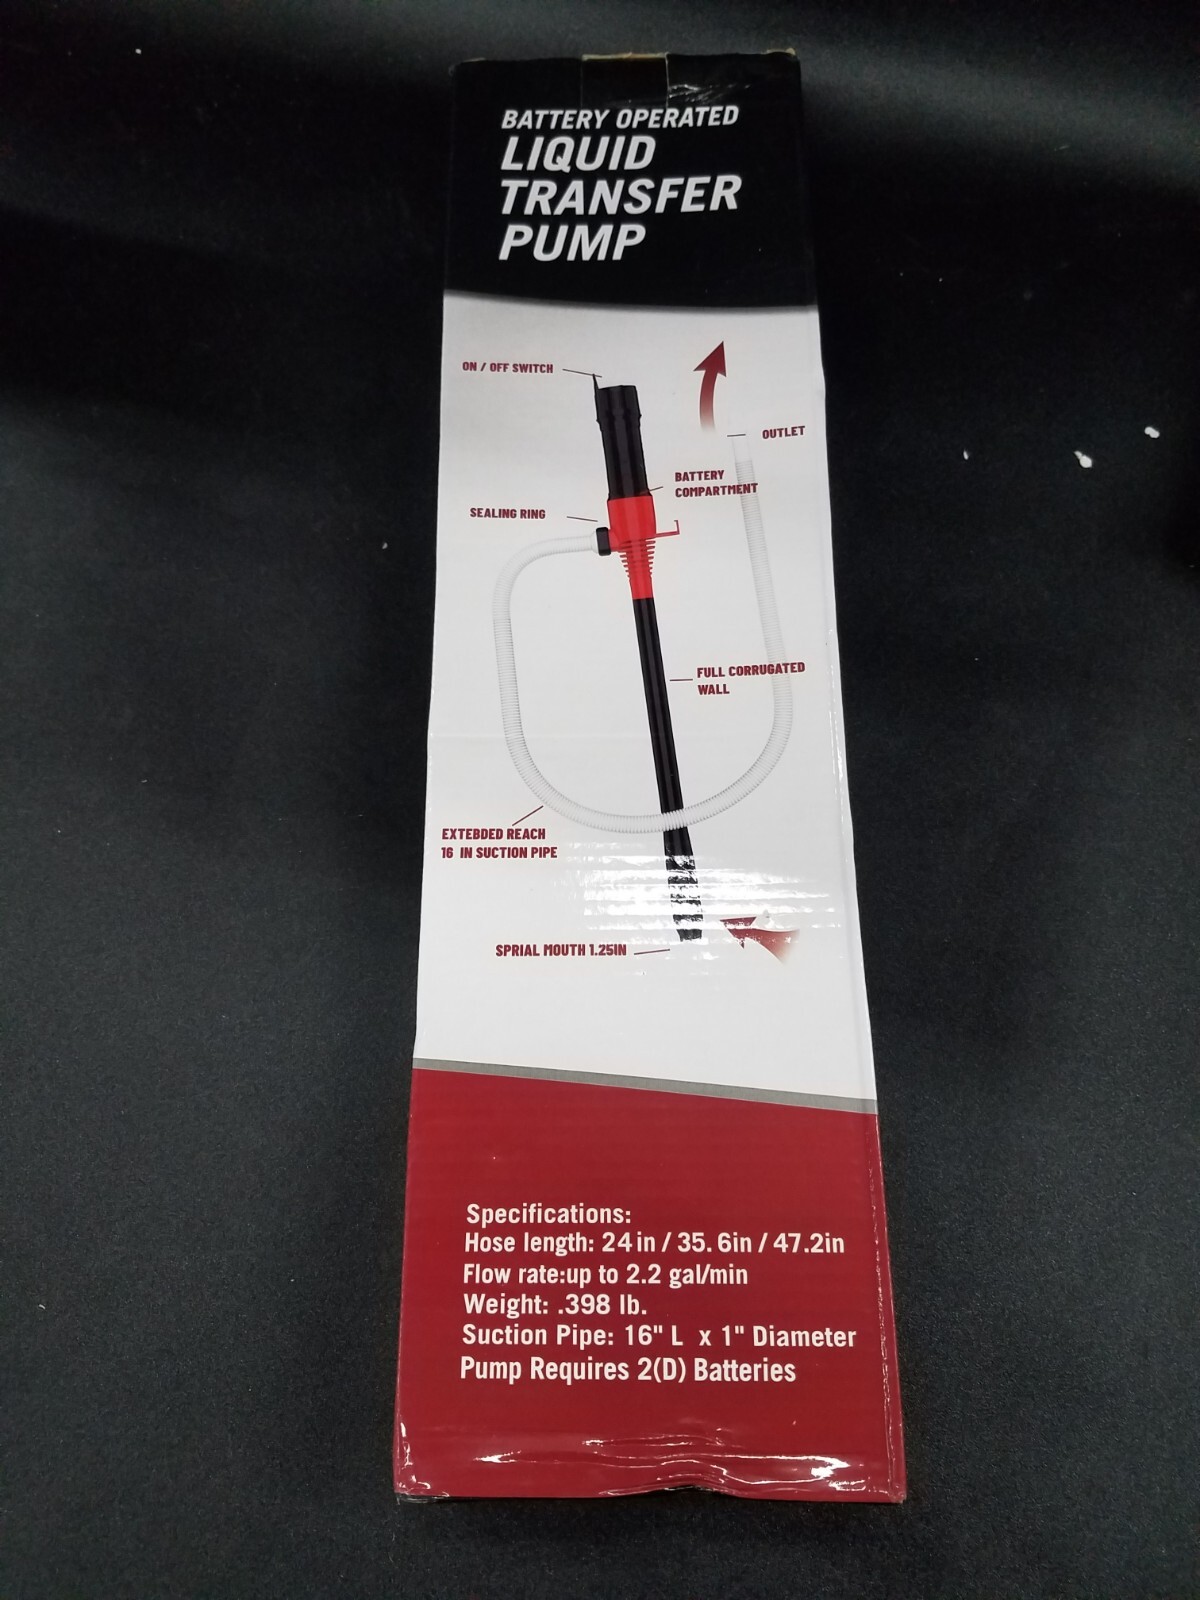 BATTERY OPERATED
LIQUID
TRANSFER
PUMP
ON / OFF SWITCH
OUTLET
BATTERY
COMPARTMENT
SEALING RING
FULL CORRUGATED
WALL
EXTEBDED REACH
16 IN SUCTION PIPE
SPRIAL MOUTH 1.25IN
Specifications:
Hose length: 24 in / 35.6in / 47.2in
Flow rate:up to 2.2 gal/min
Weight: .398 lb.
Suction Pipe: 16" L x 1" Diameter
Pump Requires 2(D) Batteries